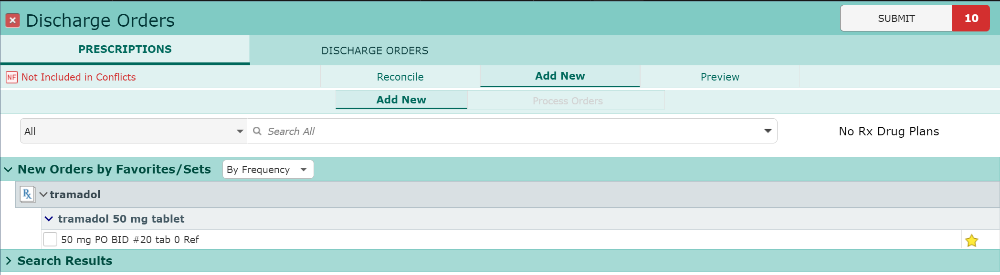 Discharge Orders
SUBMIT 10
PRESCRIPTIONS DISCHARGE ORDERS
NF Not Included in Conflicts Reconcile Add New Preview
Add New Process Orders
All Search All No Rx Drug Plans
New Orders by Favorites/Sets By Frequency
Rx tramadol
tramadol 50 mg tablet
50 mg PO BID #20 tab 0 Ref
Search Results